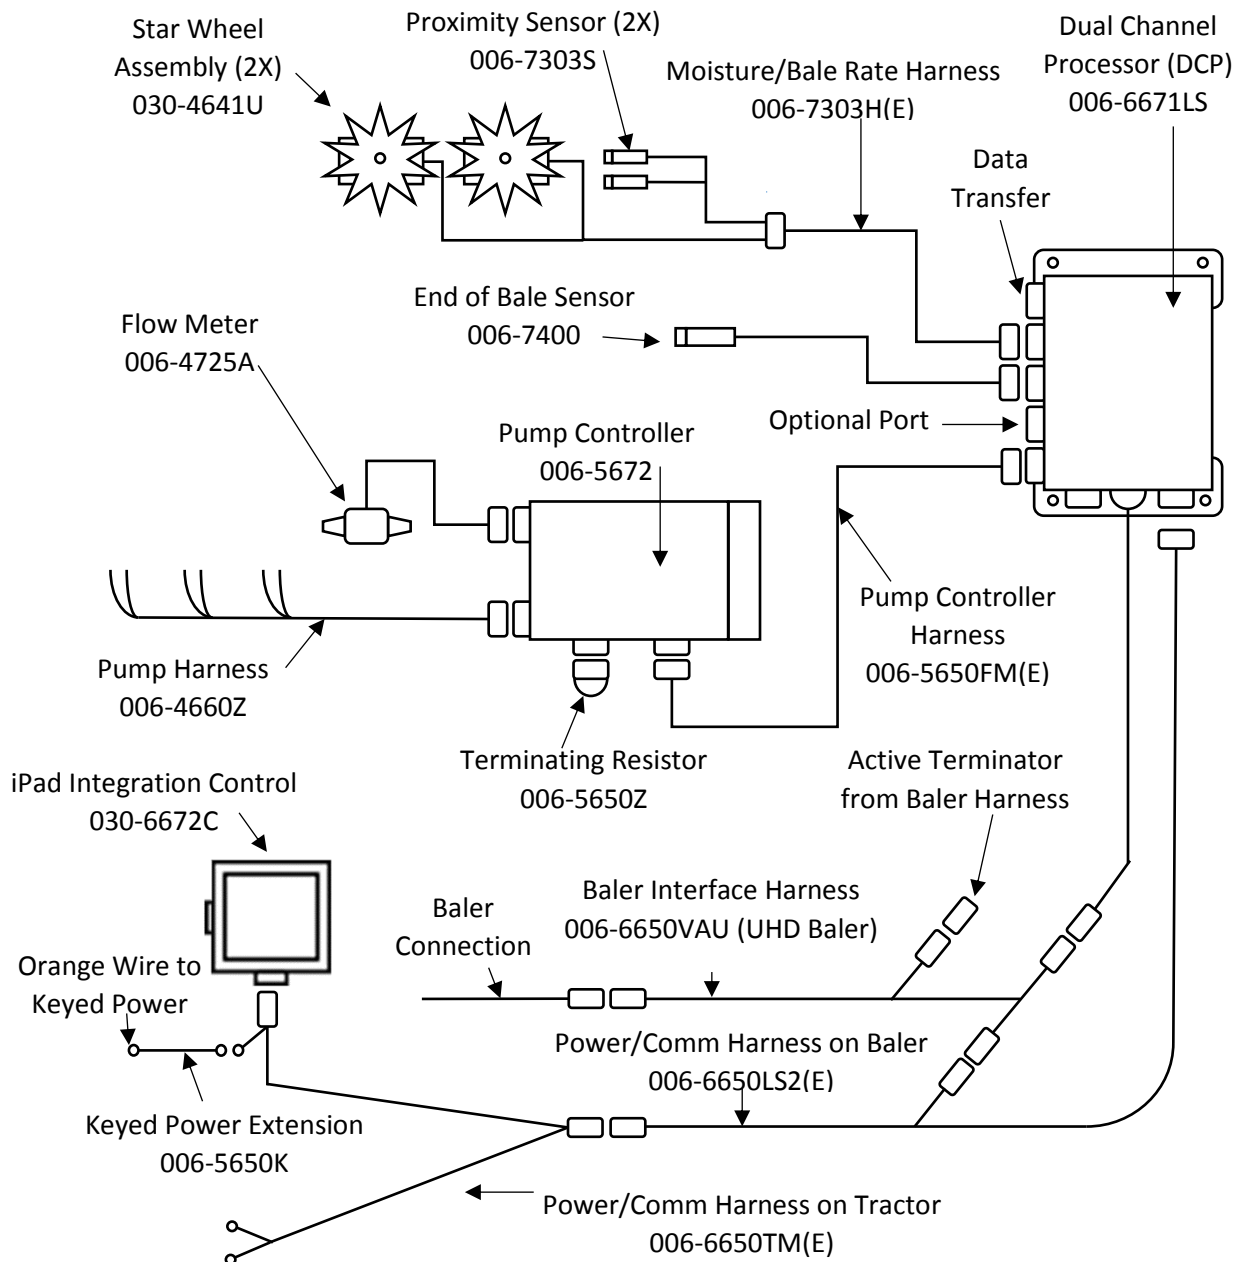 Star Wheel
Assembly (2X)
030-4641U
Proximity Sensor (2X)
006-7303S
Moisture/Bale Rate Harness
006-7303H(E)
Dual Channel
Processor (DCP)
006-6671LS
Data
Transfer
End of Bale Sensor
006-7400
Flow Meter
006-4725A
Optional Port
Pump Controller
006-5672
Pump Controller
Harness
006-5650FM(E)
Pump Harness
006-4660Z
Terminating Resistor
006-5650Z
Active Terminator
from Baler Harness
iPad Integration Control
030-6672C
Baler
Connection
Baler Interface Harness
006-6650VAU (UHD Baler)
Orange Wire to
Keyed Power
Power/Comm Harness on Baler
006-6650LS2(E)
Keyed Power Extension
006-5650K
Power/Comm Harness on Tractor
006-6650TM(E)